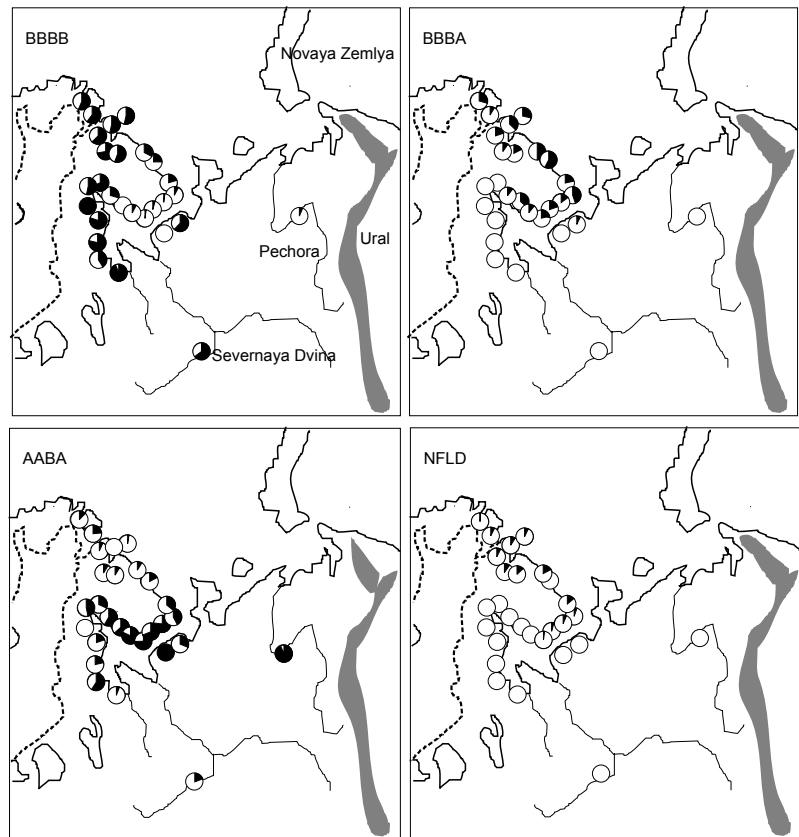 BBBB
Novaya Zemlya
Pechora
Ural
Severnaya Dvina
BBBA
AABA
NFLD